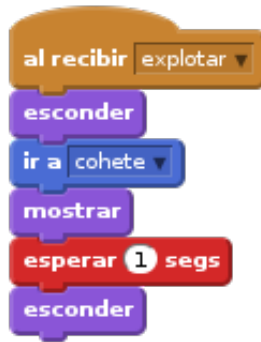 al recibir explotar
esconder
ir a cohete
mostrar
esperar 1 segs
esconder